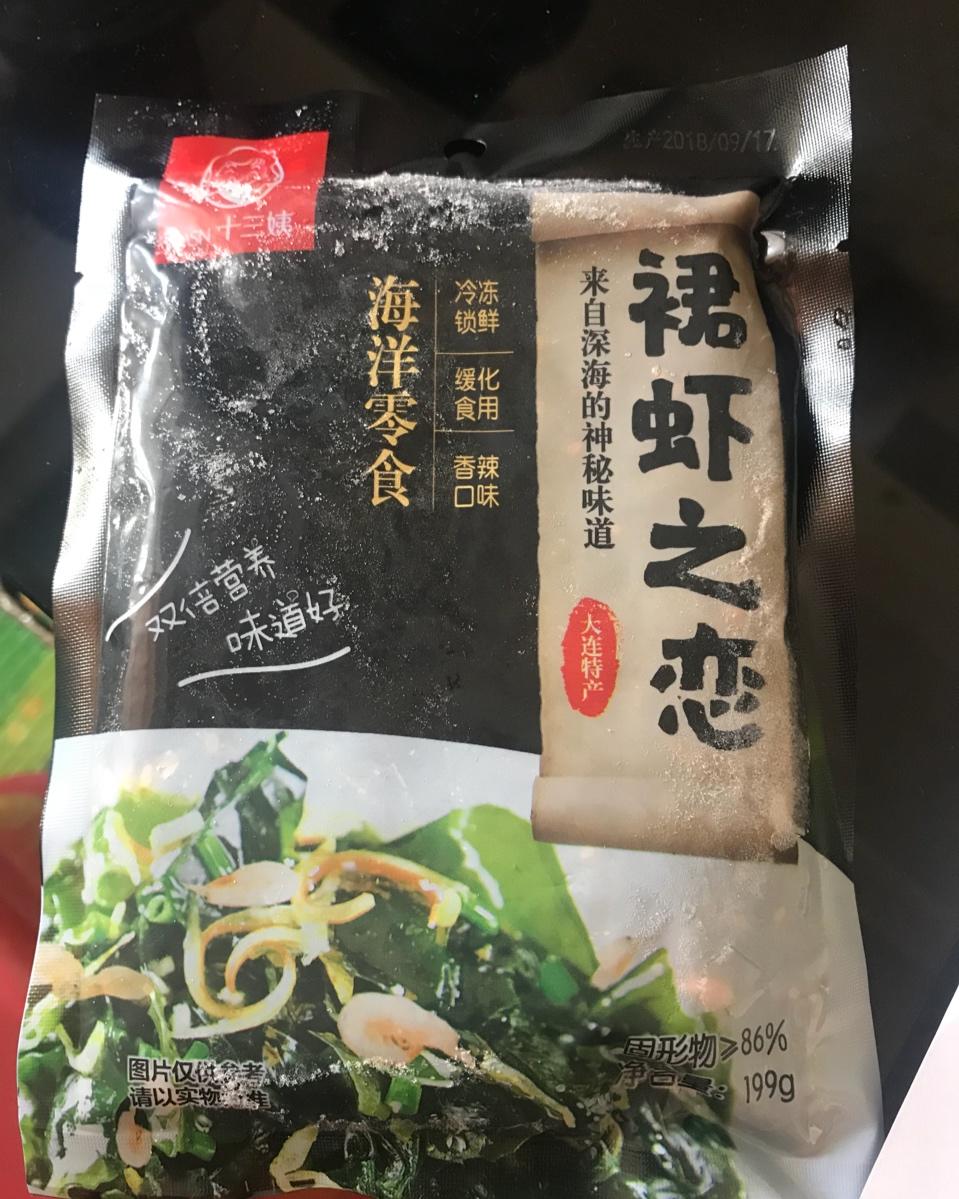 生产2018/09/17
十三姨
裙虾之恋
来自深海的神秘味道
大连特产
冷冻
锁鲜
缓化
食用
香辣
口味
海洋零食
双倍营养
味道好
图片仅供参考
请以实物为准
固形物≥86%
净含量：199g